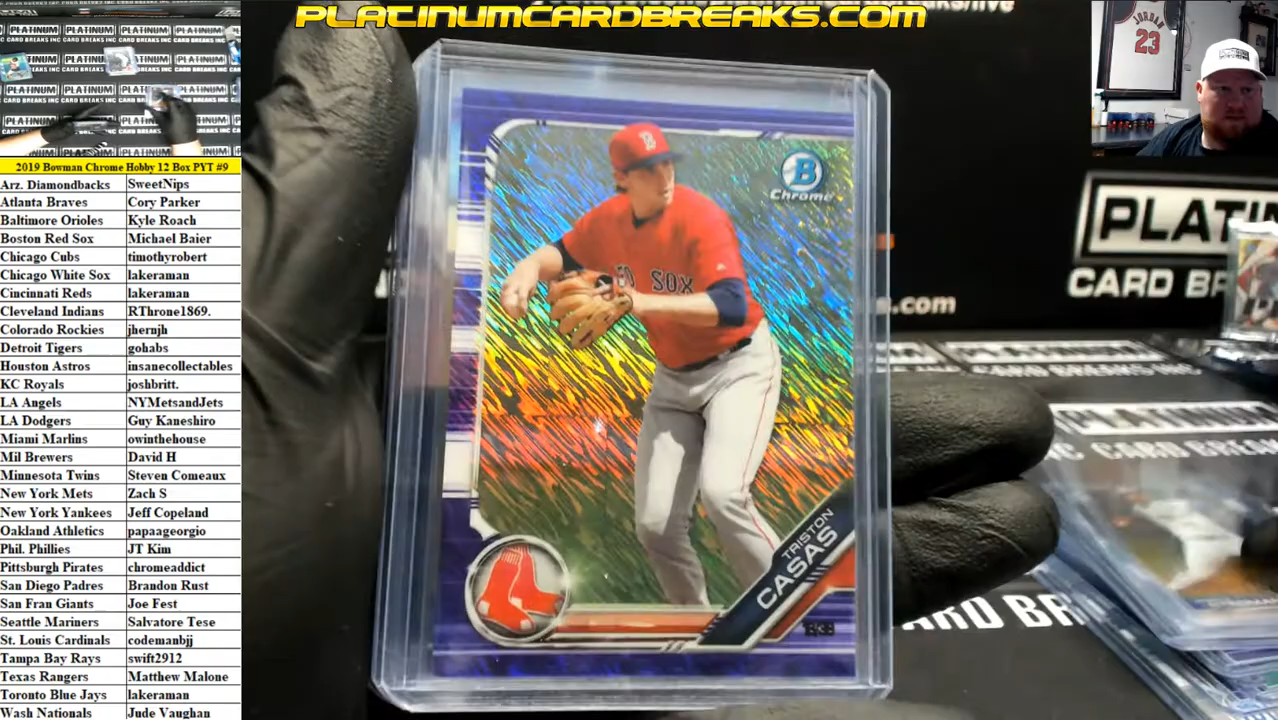 PLATINUMCARDBREAKS.COM
2019 Bowman Chrome Hobby 12 Box PYT #9
Arz. Diamondbacks SweetNips
Atlanta Braves Cory Parker
Baltimore Orioles Kyle Roach
Boston Red Sox Michael Baier
Chicago Cubs timothyrobert
Chicago White Sox lakeraman
Cincinnati Reds lakeraman
Cleveland Indians RThrone1869.
Colorado Rockies jhernjh
Detroit Tigers gohabs
Houston Astros insanecollectables
KC Royals joshbritt.
LA Angels NYMetsandJets
LA Dodgers Guy Kaneshiro
Miami Marlins owinthehouse
Mil Brewers David H
Minnesota Twins Steven Comeaux
New York Mets Zach S
New York Yankees Jeff Copeland
Oakland Athletics papaageorgio
Phil. Phillies JT Kim
Pittsburgh Pirates chromeaddict
San Diego Padres Brandon Rust
San Fran Giants Joe Fest
Seattle Mariners Salvatore Tese
St. Louis Cardinals codemanbjj
Tampa Bay Rays swift2912
Texas Rangers Matthew Malone
Toronto Blue Jays lakeraman
Wash Nationals Jude Vaughan
B
B
Chrome
ED SOX
TRISTON
CASAS
JORDAN
23
PLATIN
CARD BR
s.com
CARD BR